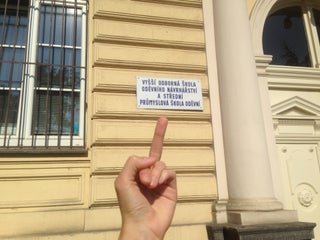 VYŠŠÍ ODBORNÁ ŠKOLA
ODĚVNÍHO NÁVRHÁŘSTVÍ
A STŘEDNÍ
PRŮMYSLOVÁ ŠKOLA ODĚVNÍ